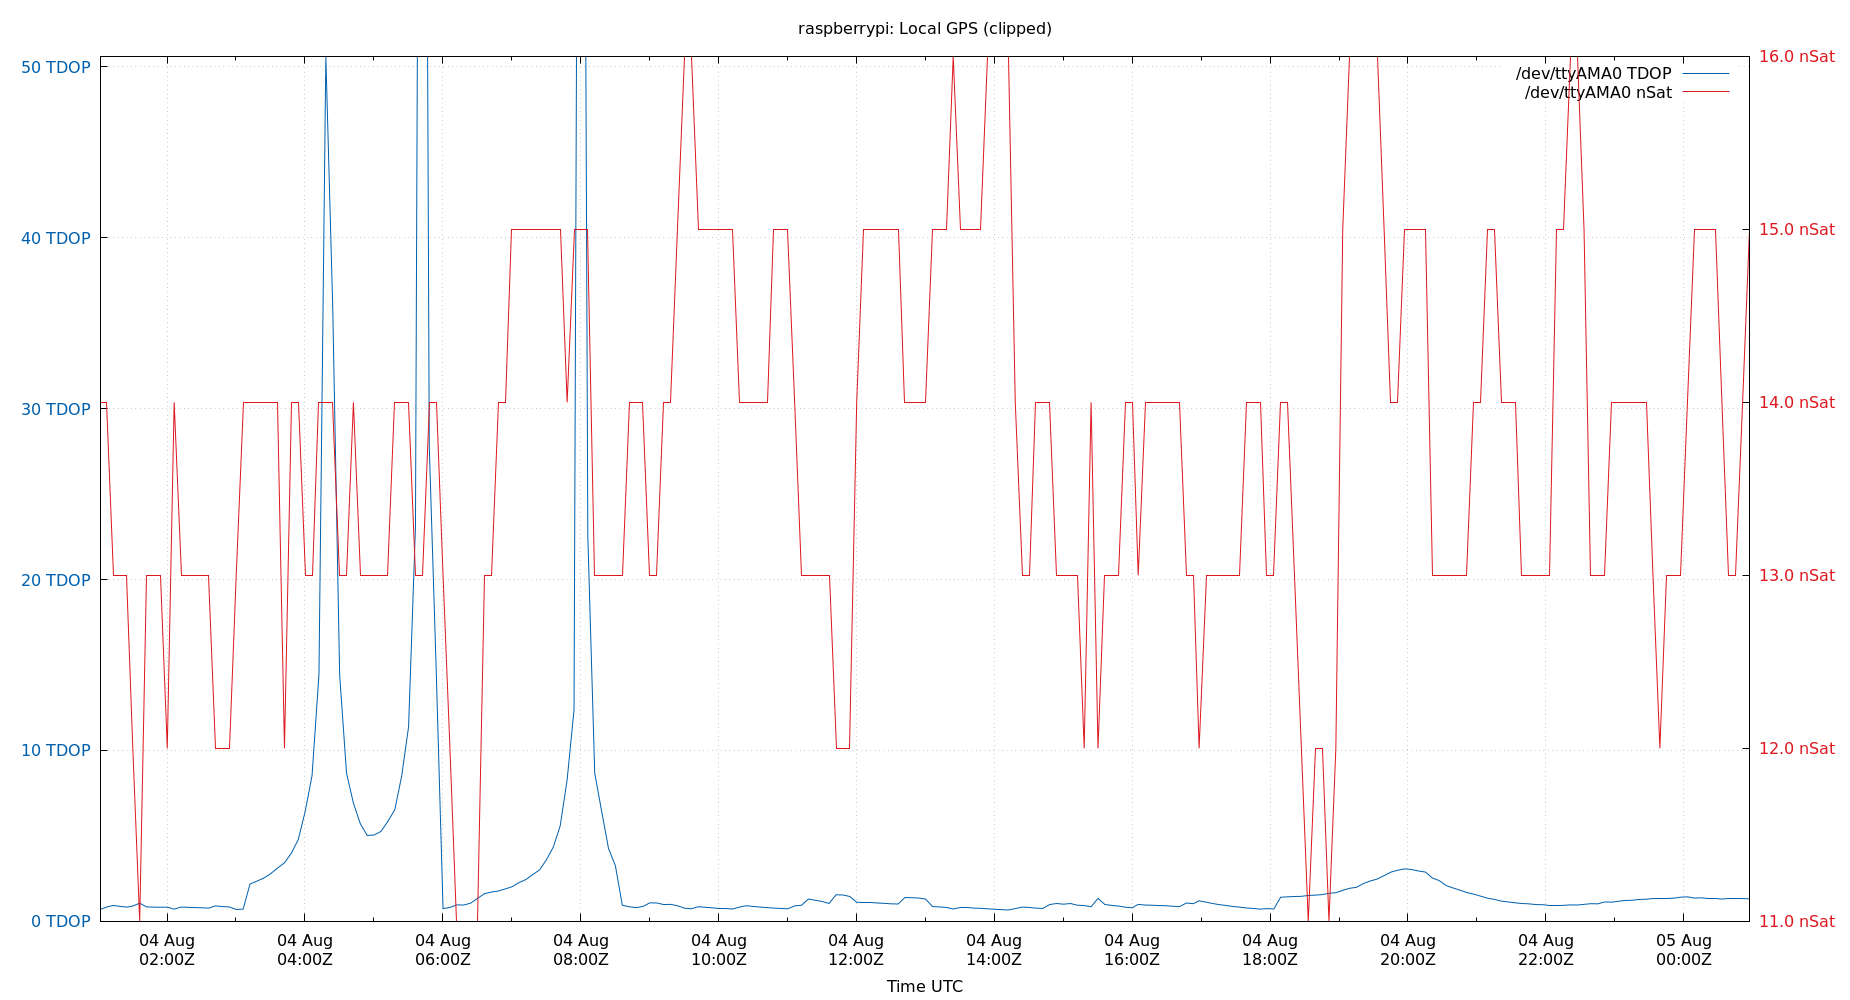 raspberrypi: Local GPS (clipped)
50 TDOP
40 TDOP
30 TDOP
20 TDOP
10 TDOP
0 TDOP
16.0 nSat
15.0 nSat
14.0 nSat
13.0 nSat
12.0 nSat
11.0 nSat
/dev/ttyAMA0 TDOP
/dev/ttyAMA0 nSat
04 Aug
02:00Z
04 Aug
04:00Z
04 Aug
06:00Z
04 Aug
08:00Z
04 Aug
10:00Z
04 Aug
12:00Z
04 Aug
14:00Z
04 Aug
16:00Z
04 Aug
18:00Z
04 Aug
20:00Z
04 Aug
22:00Z
05 Aug
00:00Z
Time UTC